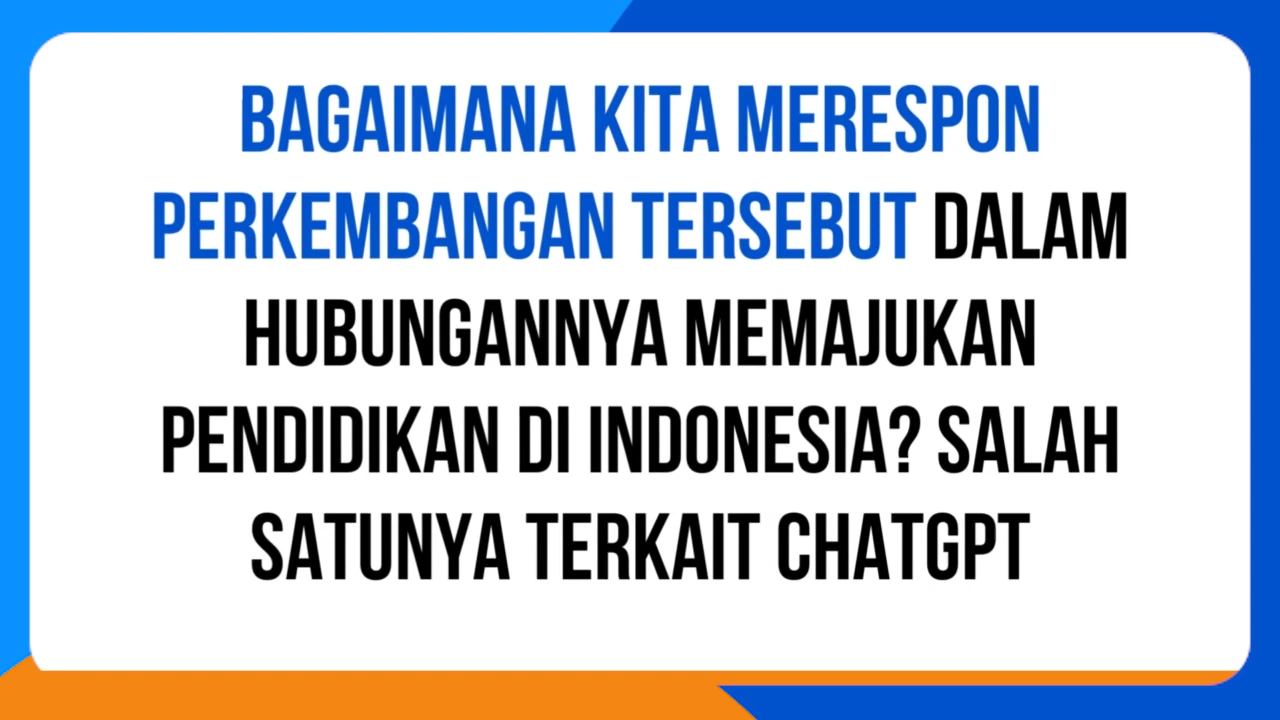 BAGAIMANA KITA MERESPON
PERKEMBANGAN TERSEBUT DALAM
HUBUNGANNYA MEMAJUKAN
PENDIDIKAN DI INDONESIA? SALAH
SATUNYA TERKAIT CHATGPT